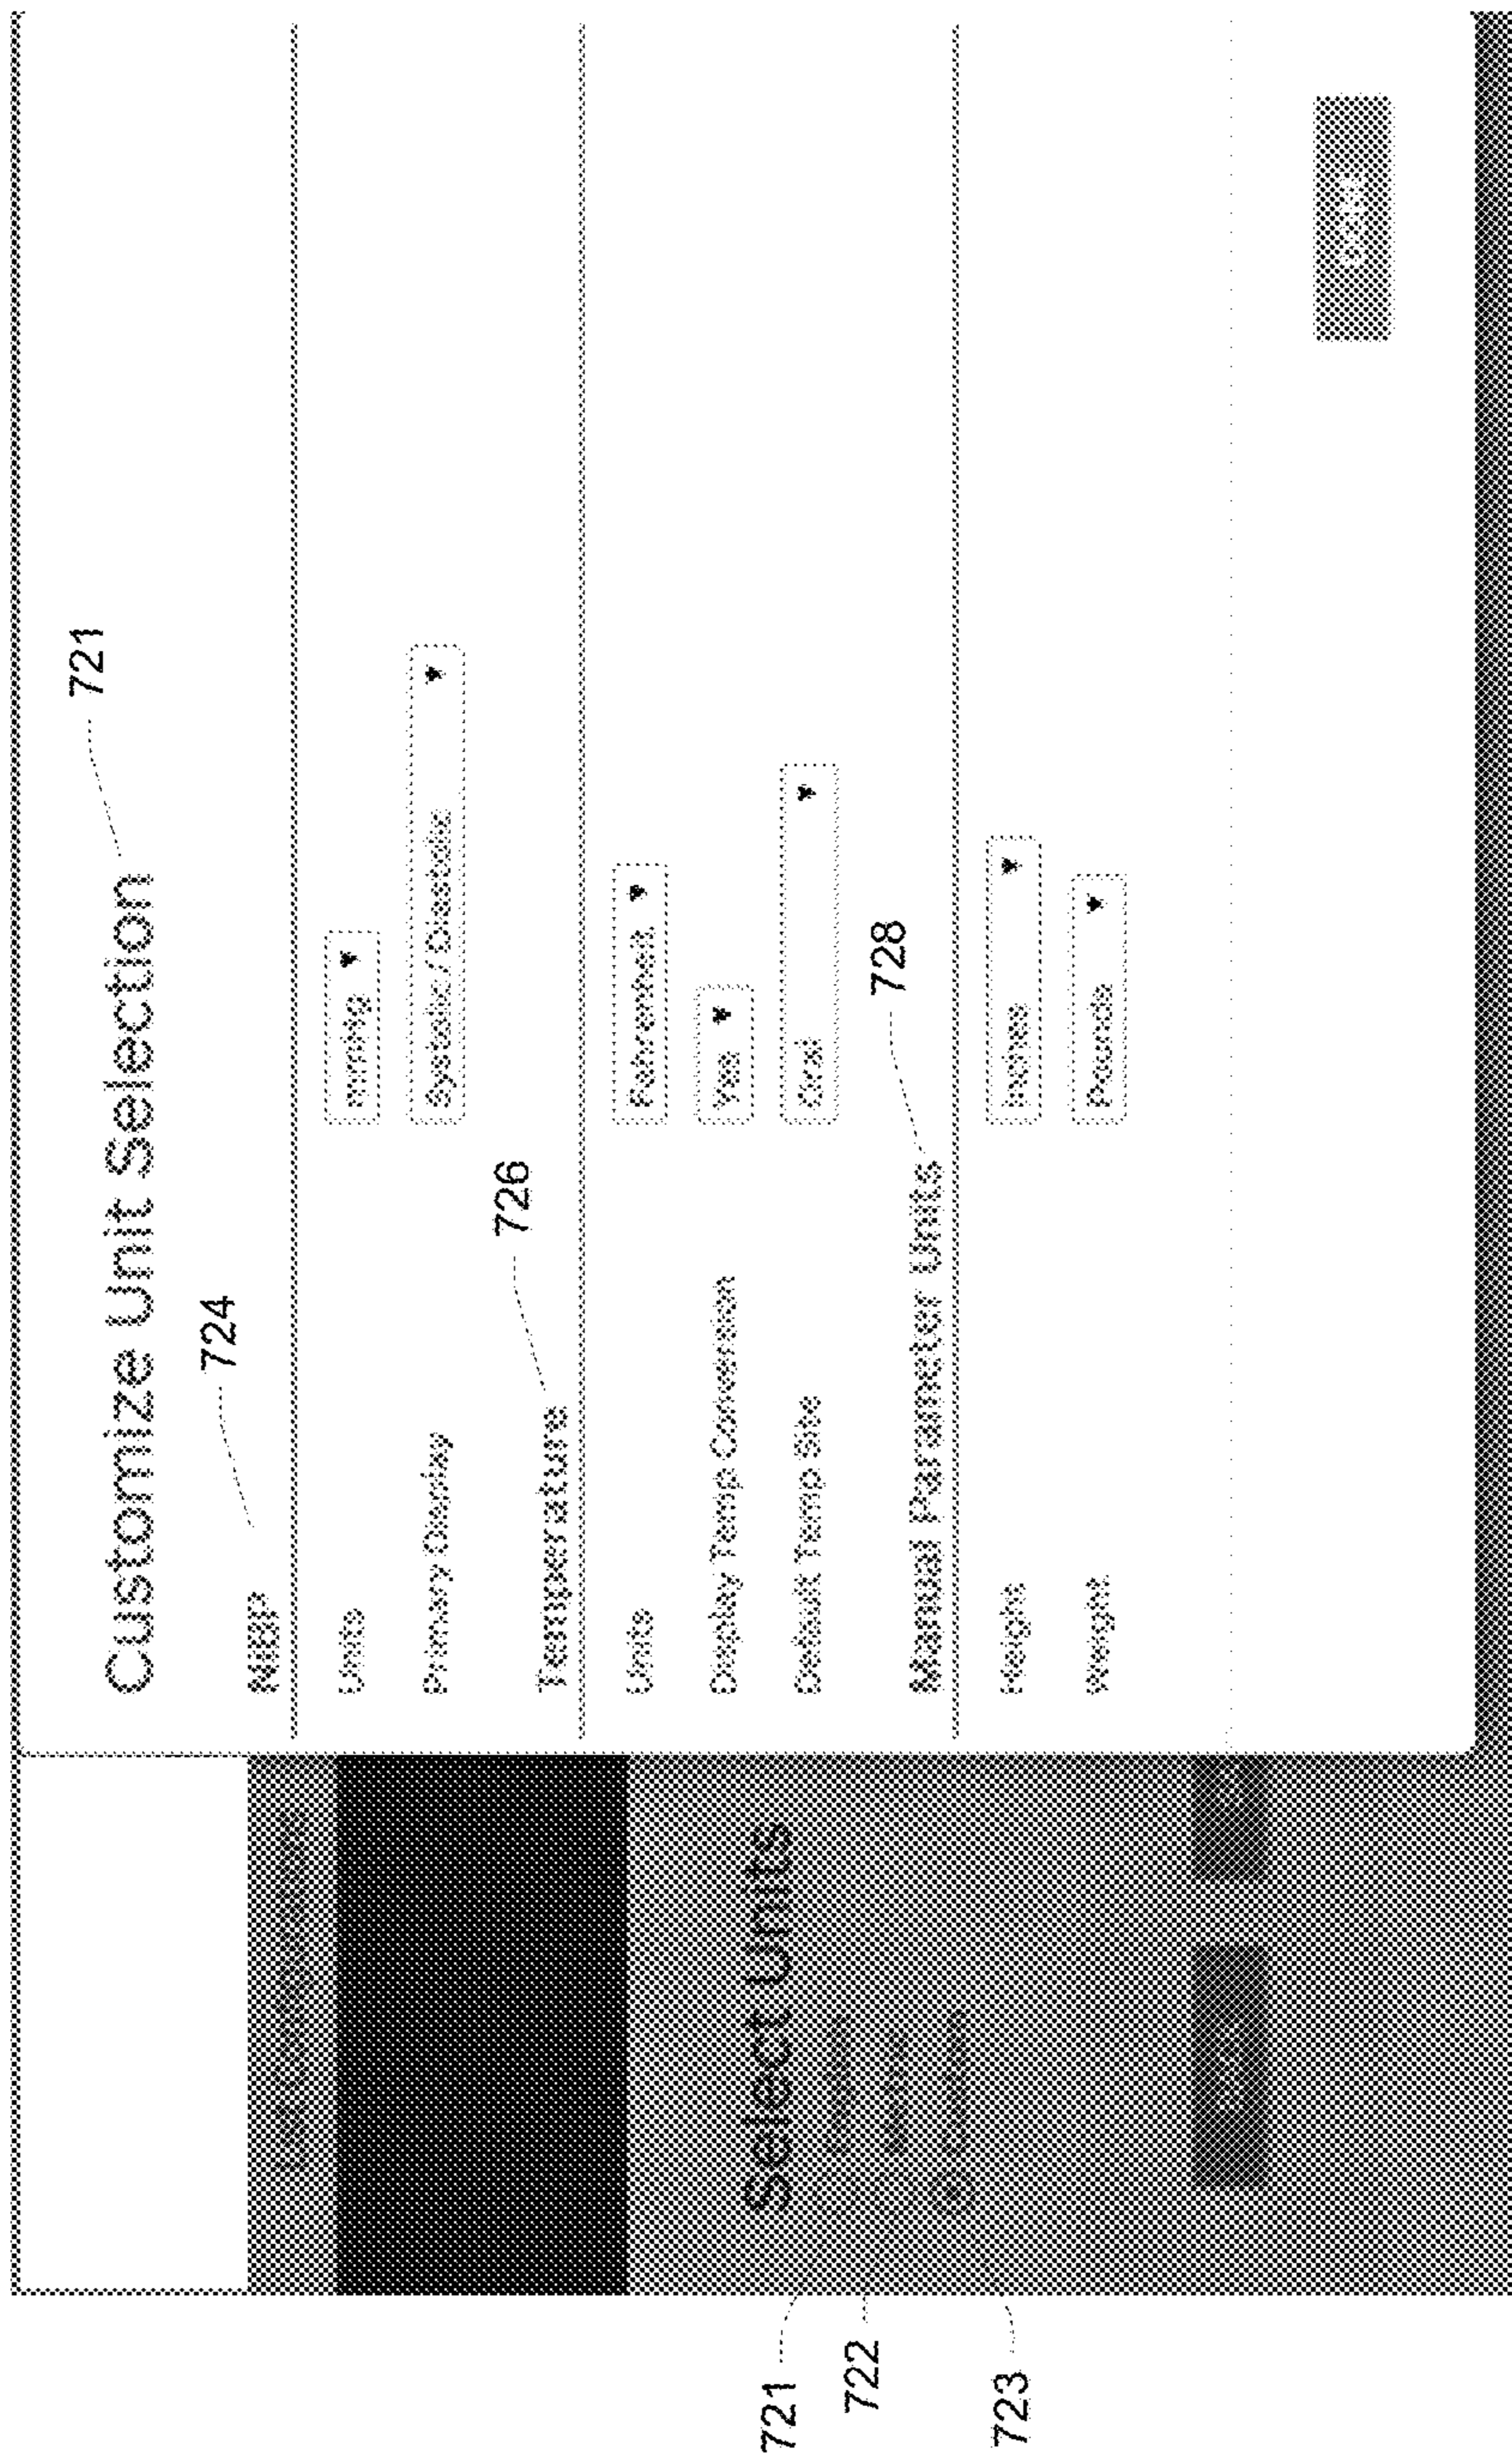 Customize Unit Selection
721
724
NIBP
Units
mmHg
Primary Display
Systolic / Diastolic
726
Temperature
Units
Fahrenheit
Display Temp Conversion
Yes
Default Temp Site
Oral
728
Manual Parameter Units
Height
Inches
Weight
Pounds
Select Units
721
722
723